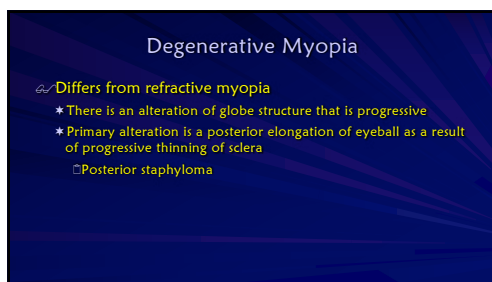 Degenerative Myopia
Differs from refractive myopia
There is an alteration of globe structure that is progressive
Primary alteration is a posterior elongation of eyeball as a result
of progressive thinning of sclera
Posterior staphyloma